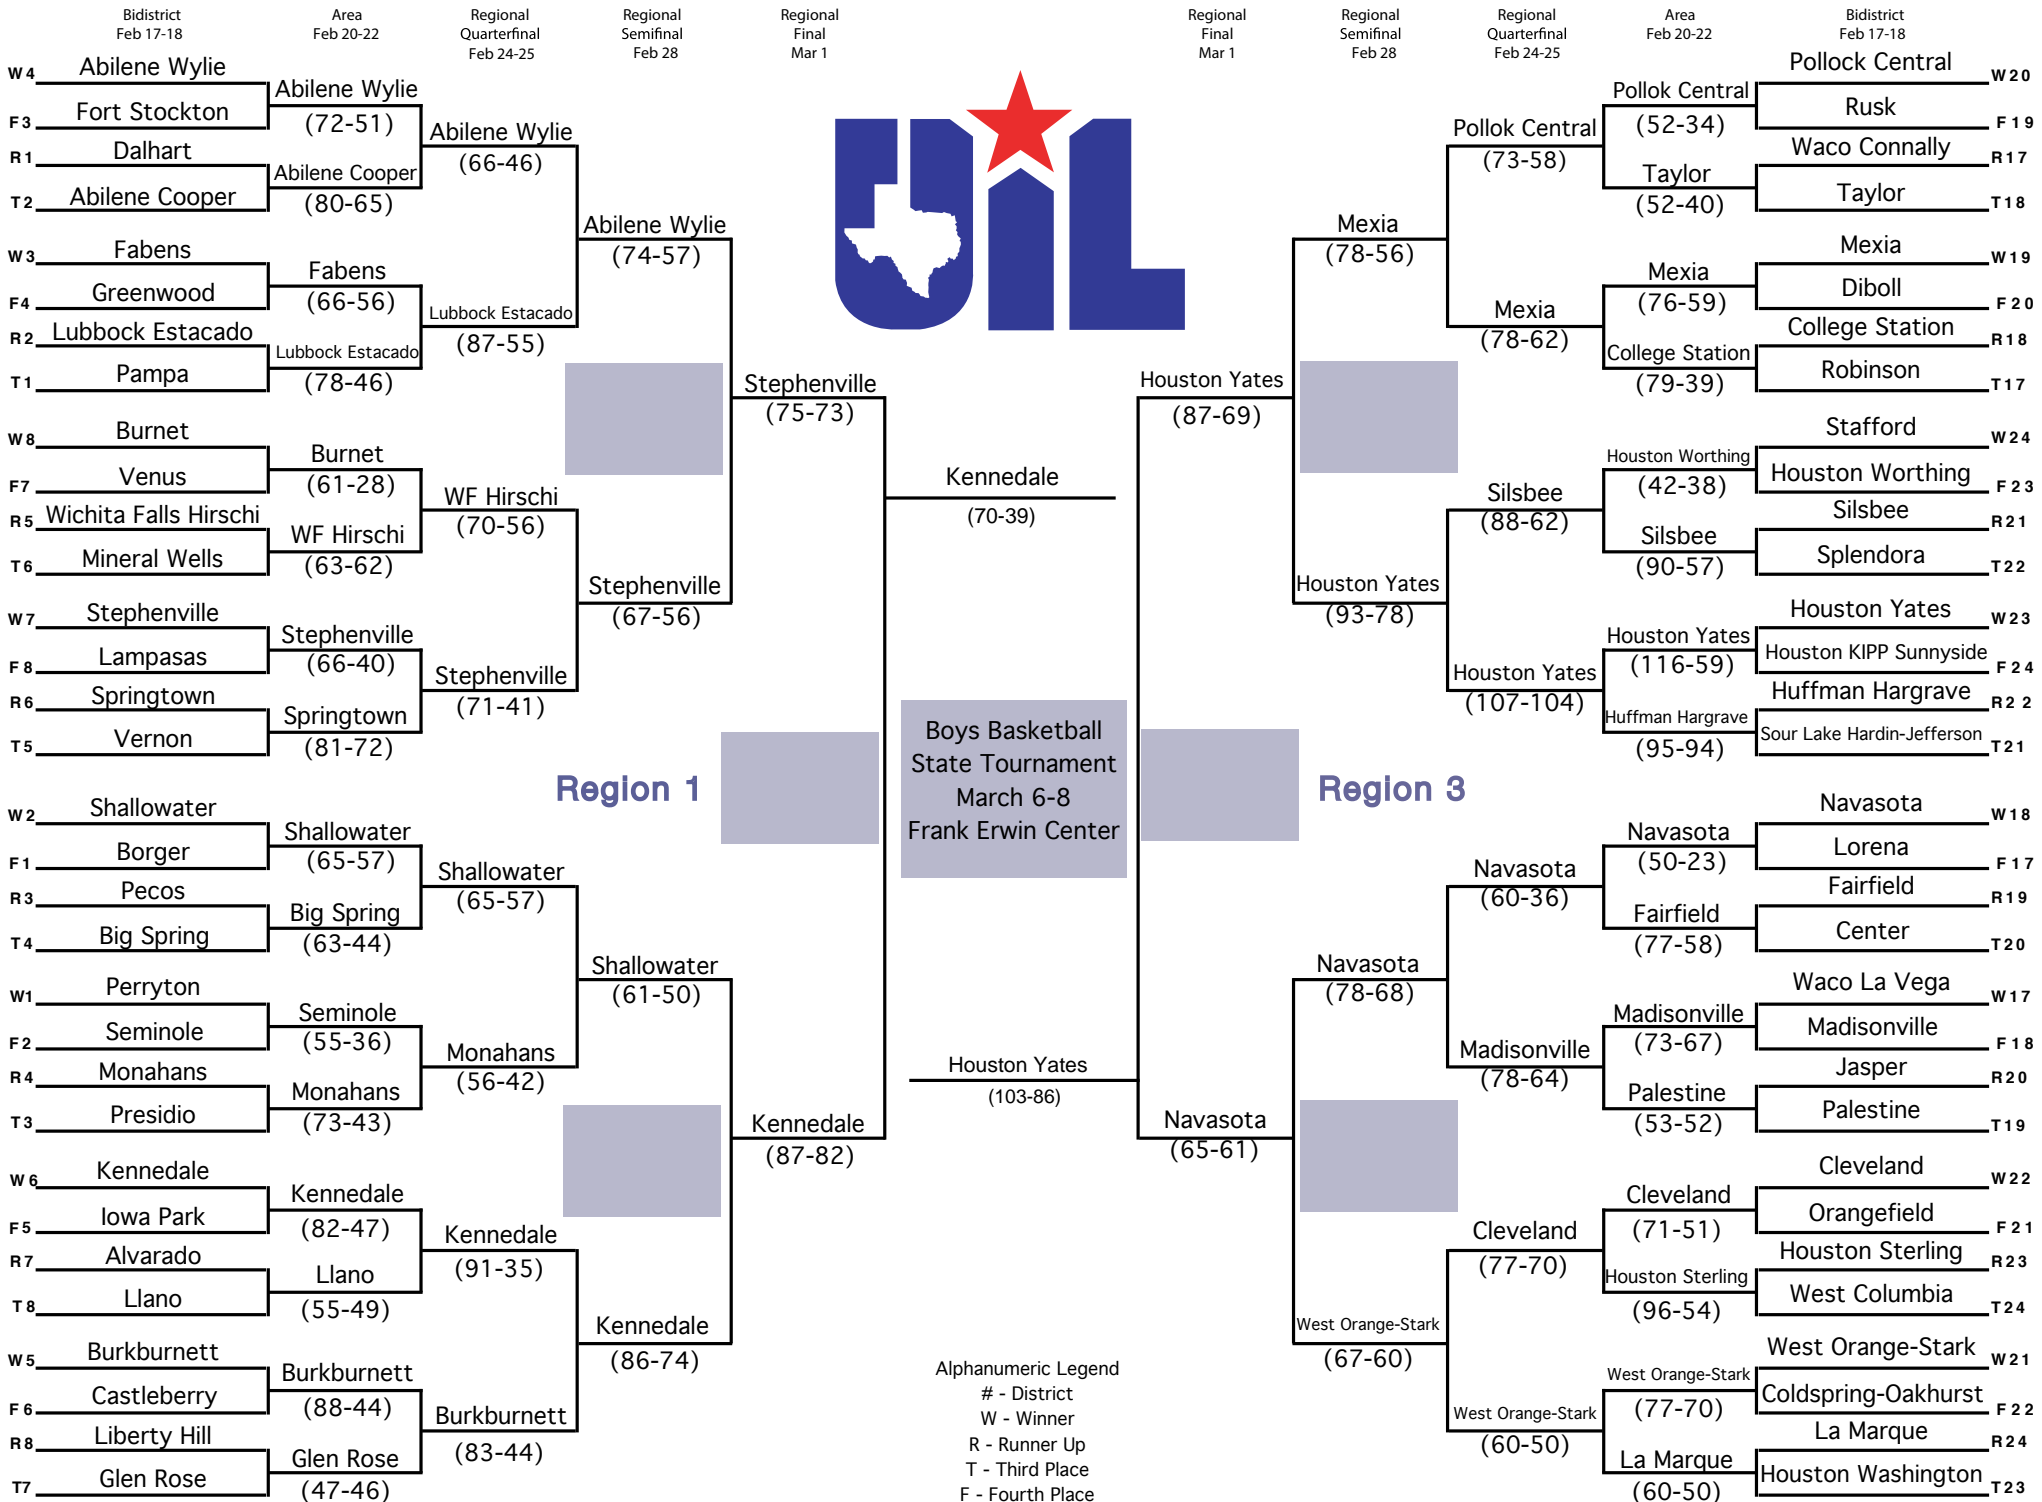 Bidistrict
Feb 17-18
Area
Feb 20-22
Regional
Quarterfinal
Feb 24-25
Regional
Semifinal
Feb 28
Regional
Final
Mar 1
Regional
Final
Mar 1
Regional
Semifinal
Feb 28
Regional
Quarterfinal
Feb 24-25
Area
Feb 20-22
Bidistrict
Feb 17-18
UIL
W4 Abilene Wylie
F3 Fort Stockton
R1 Dalhart
T2 Abilene Cooper
W3 Fabens
F4 Greenwood
R2 Lubbock Estacado
T1 Pampa
W8 Burnet
F7 Venus
R5 Wichita Falls Hirschi
T6 Mineral Wells
W7 Stephenville
F8 Lampasas
R6 Springtown
T5 Vernon
W2 Shallowater
F1 Borger
R3 Pecos
T4 Big Spring
W1 Perryton
F2 Seminole
R4 Monahans
T3 Presidio
W6 Kennedale
F5 Iowa Park
R7 Alvarado
T8 Llano
W5 Burkburnett
F6 Castleberry
R8 Liberty Hill
T7 Glen Rose
Abilene Wylie
(72-51)
Abilene Cooper
(80-65)
Fabens
(66-56)
Lubbock Estacado
(78-46)
Burnet
(61-28)
WF Hirschi
(63-62)
Stephenville
(66-40)
Springtown
(81-72)
Shallowater
(65-57)
Big Spring
(63-44)
Seminole
(55-36)
Monahans
(73-43)
Kennedale
(82-47)
Llano
(55-49)
Burkburnett
(88-44)
Glen Rose
(47-46)
Abilene Wylie
(66-46)
Lubbock Estacado
(87-55)
WF Hirschi
(70-56)
Stephenville
(71-41)
Shallowater
(65-57)
Monahans
(56-42)
Kennedale
(91-35)
Burkburnett
(83-44)
Abilene Wylie
(74-57)
Stephenville
(67-56)
Shallowater
(61-50)
Kennedale
(86-74)
Stephenville
(75-73)
Kennedale
(87-82)
Region 1
Kennedale
(70-39)
Boys Basketball
State Tournament
March 6-8
Frank Erwin Center
Houston Yates
(103-86)
Alphanumeric Legend
# - District
W - Winner
R - Runner Up
T - Third Place
F - Fourth Place
Region 3
Houston Yates
(87-69)
Navasota
(65-61)
Mexia
(78-56)
Houston Yates
(93-78)
Navasota
(78-68)
West Orange-Stark
(67-60)
Pollok Central
(73-58)
Mexia
(78-62)
Silsbee
(88-62)
Houston Yates
(107-104)
Navasota
(60-36)
Madisonville
(78-64)
Cleveland
(77-70)
West Orange-Stark
(60-50)
Pollok Central
(52-34)
Taylor
(52-40)
Mexia
(76-59)
College Station
(79-39)
Houston Worthing
(42-38)
Silsbee
(90-57)
Houston Yates
(116-59)
Huffman Hargrave
(95-94)
Navasota
(50-23)
Fairfield
(77-58)
Madisonville
(73-67)
Palestine
(53-52)
Cleveland
(71-51)
Houston Sterling
(96-54)
West Orange-Stark
(77-70)
La Marque
(60-50)
Pollock Central W20
Rusk F19
Waco Connally R17
Taylor T18
Mexia W19
Diboll F20
College Station R18
Robinson T17
Stafford W24
Houston Worthing F23
Silsbee R21
Splendora T22
Houston Yates W23
Houston KIPP Sunnyside F24
Huffman Hargrave R22
Sour Lake Hardin-Jefferson T21
Navasota W18
Lorena F17
Fairfield R19
Center T20
Waco La Vega W17
Madisonville F18
Jasper R20
Palestine T19
Cleveland W22
Orangefield F21
Houston Sterling R23
West Columbia T24
West Orange-Stark W21
Coldspring-Oakhurst F22
La Marque R24
Houston Washington T23